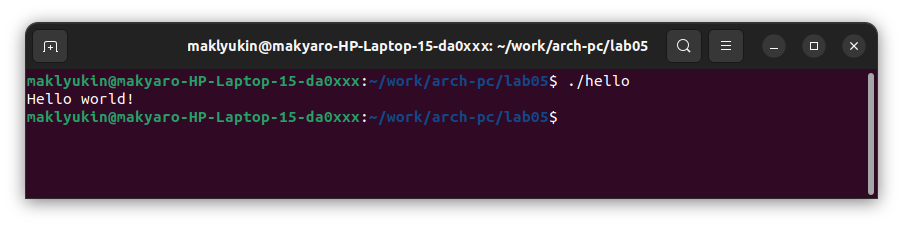 maklyukin@makyaro-HP-Laptop-15-da0xxx: ~/work/arch-pc/lab05
maklyukin@makyaro-HP-Laptop-15-da0xxx:~/work/arch-pc/lab05$ ./hello
Hello world!
maklyukin@makyaro-HP-Laptop-15-da0xxx:~/work/arch-pc/lab05$